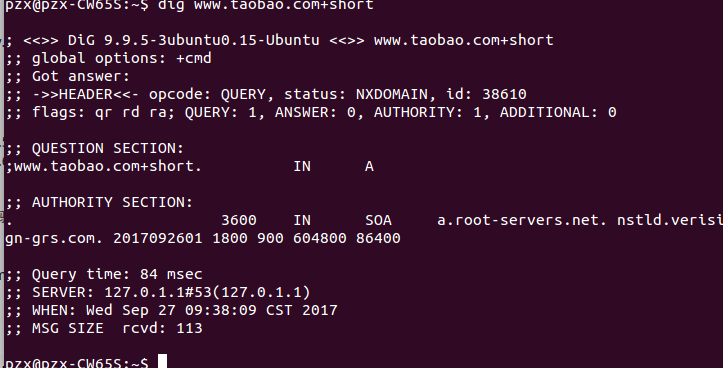 pzx@pzx-CW65S:~$ dig www.taobao.com+short
; <<>> DiG 9.9.5-3ubuntu0.15-Ubuntu <<>> www.taobao.com+short
;; global options: +cmd
;; Got answer:
;; ->>HEADER<<- opcode: QUERY, status: NXDOMAIN, id: 38610
;; flags: qr rd ra; QUERY: 1, ANSWER: 0, AUTHORITY: 1, ADDITIONAL: 0
;; QUESTION SECTION:
;www.taobao.com+short. IN A
;; AUTHORITY SECTION:
. 3600 IN SOA a.root-servers.net. nstld.verisi
gn-grs.com. 2017092601 1800 900 604800 86400
;; Query time: 84 msec
;; SERVER: 127.0.1.1#53(127.0.1.1)
;; WHEN: Wed Sep 27 09:38:09 CST 2017
;; MSG SIZE rcvd: 113
pzx@pzx-CW65S:~$